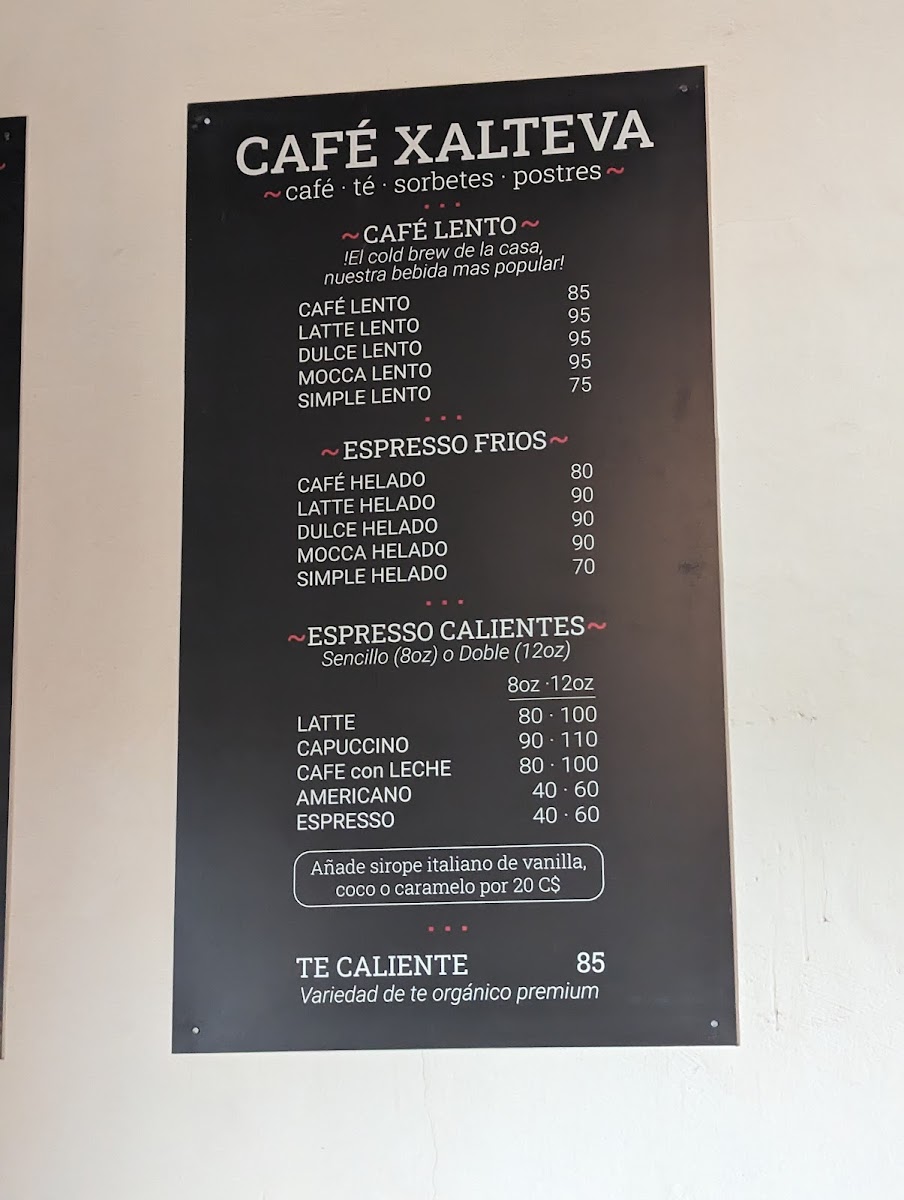 CAFÉ XALTEVA
~café · té · sorbetes · postres~
~CAFÉ LENTO~
!El cold brew de la casa,
nuestra bebida mas popular!
CAFÉ LENTO 85
LATTE LENTO 95
DULCE LENTO 95
MOCCA LENTO 95
SIMPLE LENTO 75
~ESPRESSO FRIOS~
CAFÉ HELADO 80
LATTE HELADO 90
DULCE HELADO 90
MOCCA HELADO 90
SIMPLE HELADO 70
~ESPRESSO CALIENTES~
Sencillo (8oz) o Doble (12oz)
8oz ·12oz
LATTE 80 · 100
CAPUCCINO 90 · 110
CAFE con LECHE 80 · 100
AMERICANO 40 · 60
ESPRESSO 40 · 60
Añade sirope italiano de vanilla,
coco o caramelo por 20 C$
TE CALIENTE 85
Variedad de te orgánico premium